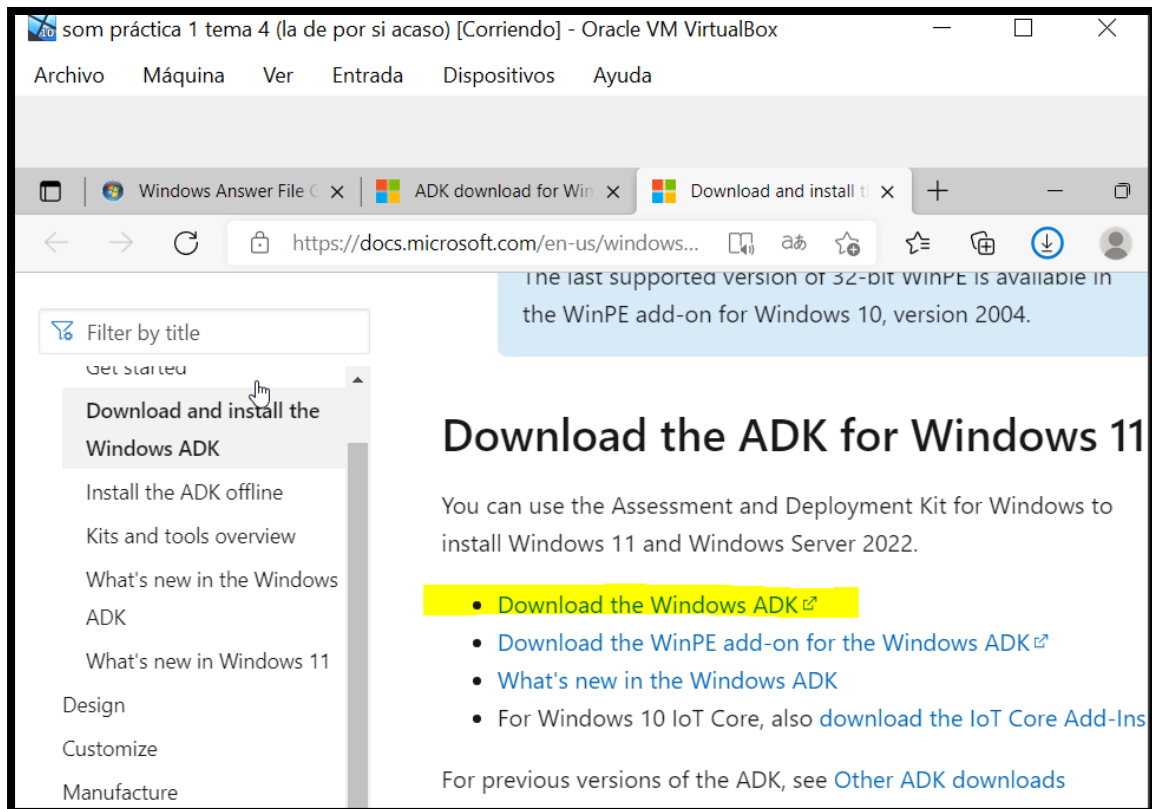 som práctica 1 tema 4 (la de por si acaso) [Corriendo] - Oracle VM VirtualBox
Archivo Máquina Ver Entrada Dispositivos Ayuda
Windows Answer File ADK download for Win Download and install
https://docs.microsoft.com/en-us/windows... aあ
Filter by title
Get started
Download and install the
Windows ADK
Install the ADK offline
Kits and tools overview
What's new in the Windows
ADK
What's new in Windows 11
Design
Customize
Manufacture
The last supported version of 32-bit WinPE is available in
the WinPE add-on for Windows 10, version 2004.
Download the ADK for Windows 11
You can use the Assessment and Deployment Kit for Windows to
install Windows 11 and Windows Server 2022.
• Download the Windows ADK
• Download the WinPE add-on for the Windows ADK
• What's new in the Windows ADK
• For Windows 10 IoT Core, also download the IoT Core Add-Ins
For previous versions of the ADK, see Other ADK downloads